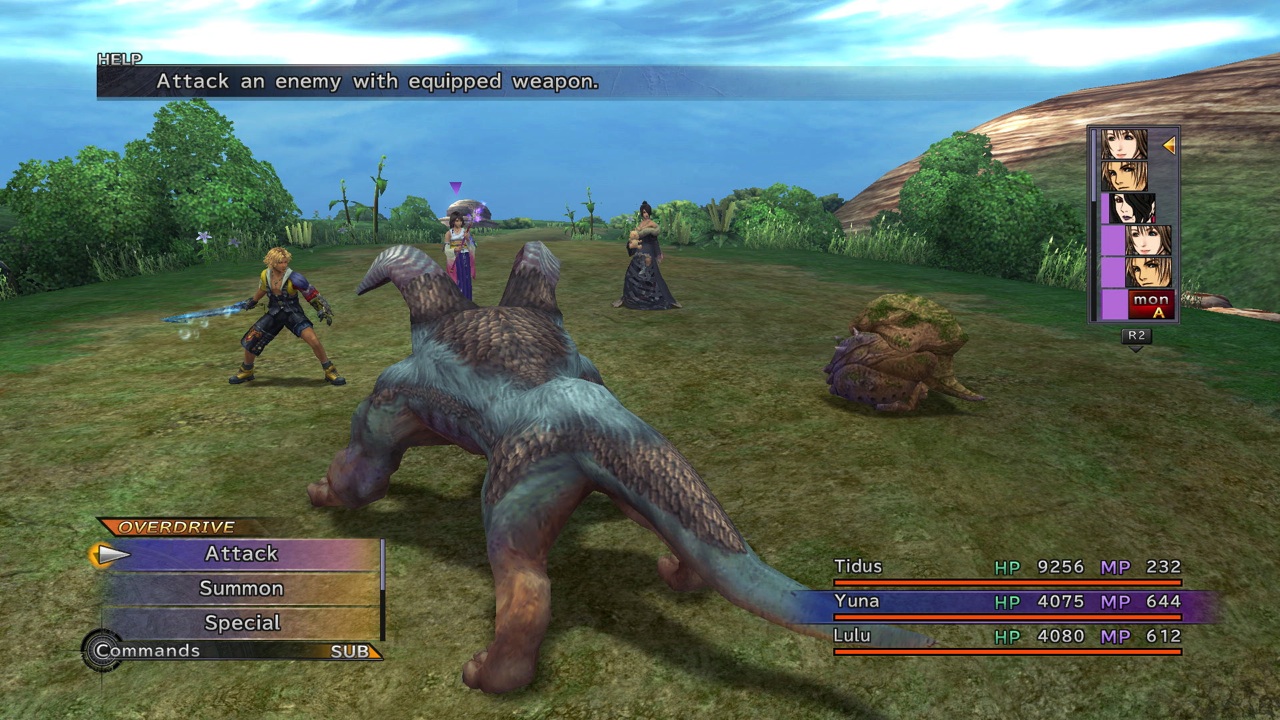 HELP
Attack an enemy with equipped weapon.
mon
A
R2
OVERDRIVE
Attack
Summon
Special
Commands SUB
Tidus HP 9256 MP 232
Yuna HP 4075 MP 644
Lulu HP 4080 MP 612